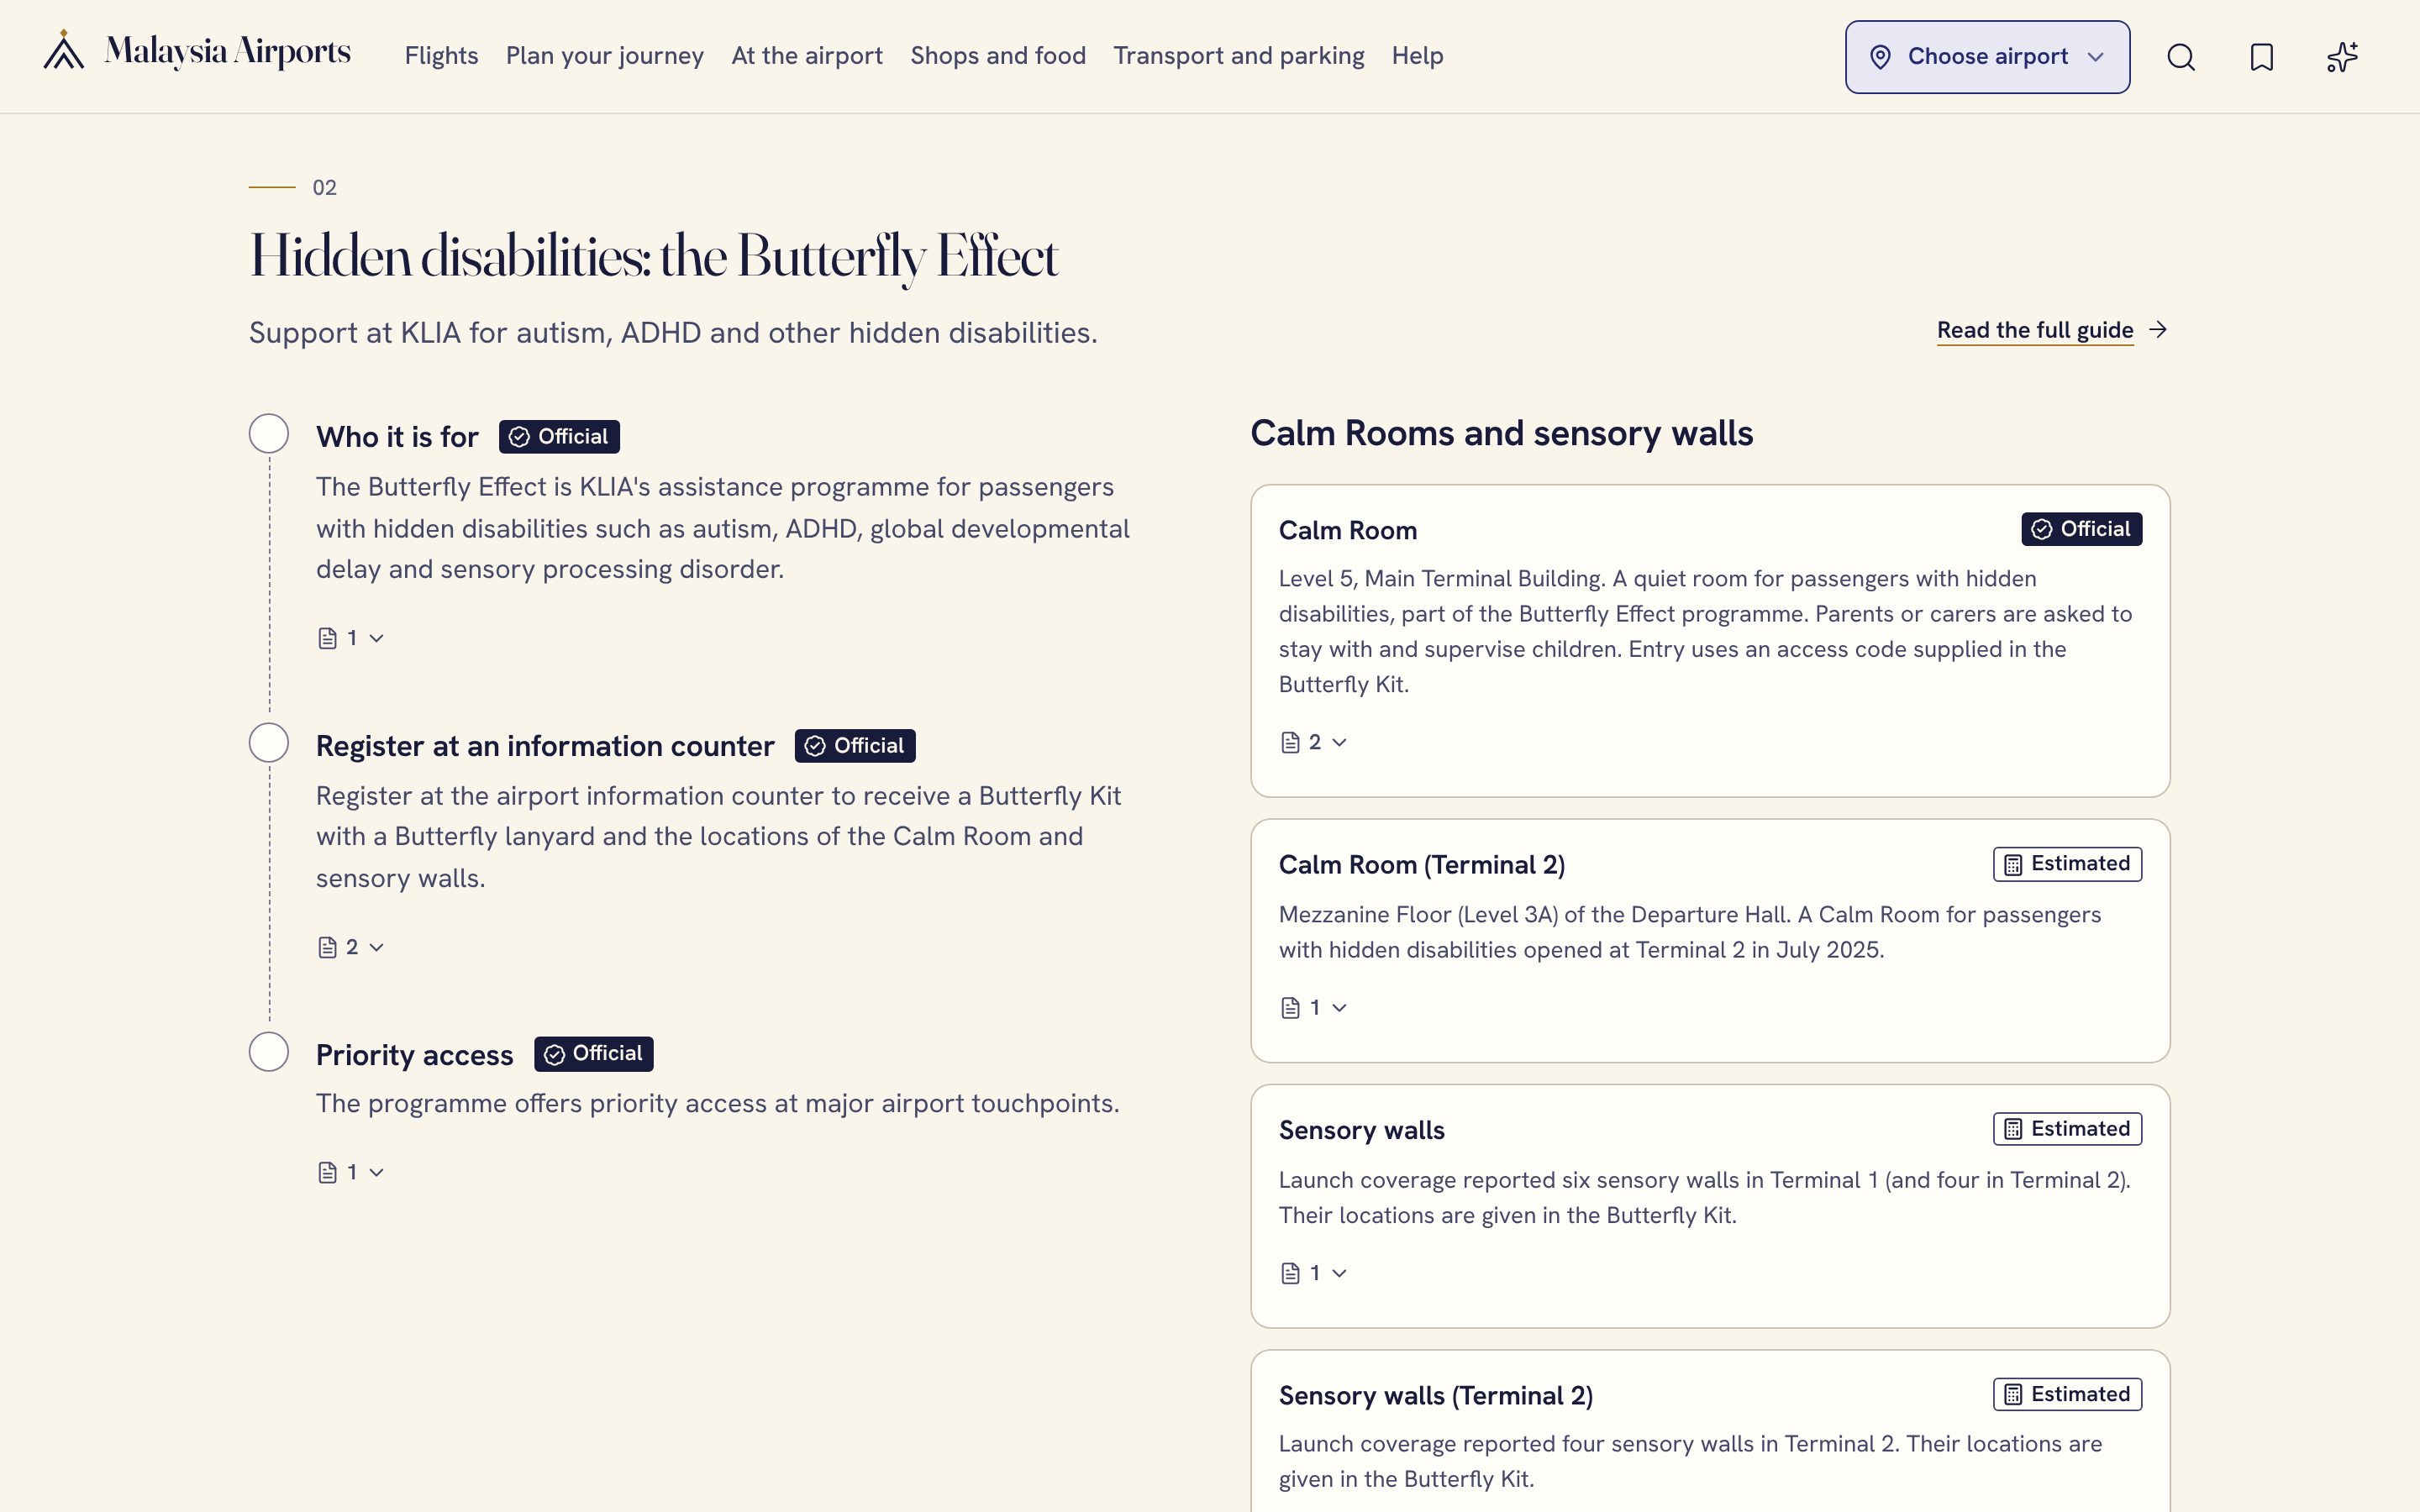 Malaysia Airports
Flights
Plan your journey
At the airport
Shops and food
Transport and parking
Help
Choose airport
02
Hidden disabilities: the Butterfly Effect
Support at KLIA for autism, ADHD and other hidden disabilities.
Read the full guide
Who it is for
Official
The Butterfly Effect is KLIA's assistance programme for passengers
with hidden disabilities such as autism, ADHD, global developmental
delay and sensory processing disorder.
1
Register at an information counter
Official
Register at the airport information counter to receive a Butterfly Kit
with a Butterfly lanyard and the locations of the Calm Room and
sensory walls.
2
Priority access
Official
The programme offers priority access at major airport touchpoints.
1
Calm Rooms and sensory walls
Calm Room
Official
Level 5, Main Terminal Building. A quiet room for passengers with hidden
disabilities, part of the Butterfly Effect programme. Parents or carers are asked to
stay with and supervise children. Entry uses an access code supplied in the
Butterfly Kit.
2
Calm Room (Terminal 2)
Estimated
Mezzanine Floor (Level 3A) of the Departure Hall. A Calm Room for passengers
with hidden disabilities opened at Terminal 2 in July 2025.
1
Sensory walls
Estimated
Launch coverage reported six sensory walls in Terminal 1 (and four in Terminal 2).
Their locations are given in the Butterfly Kit.
1
Sensory walls (Terminal 2)
Estimated
Launch coverage reported four sensory walls in Terminal 2. Their locations are
given in the Butterfly Kit.